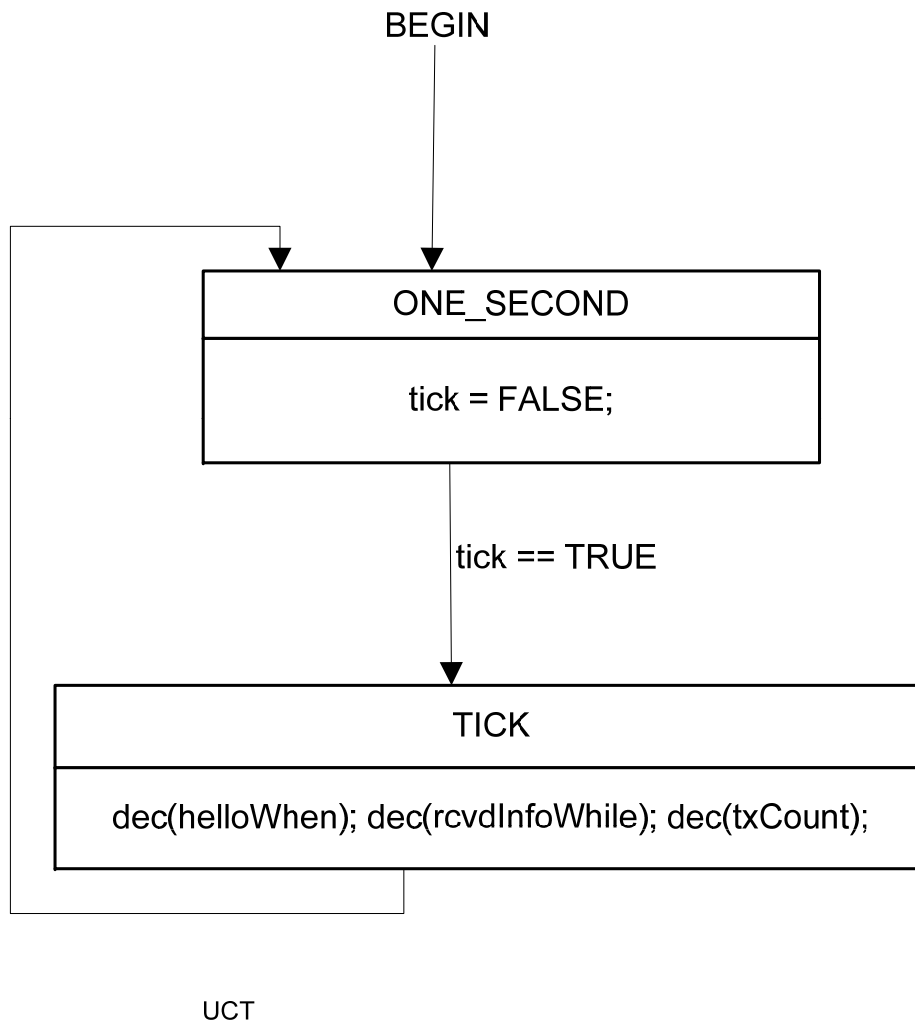 BEGIN
ONE_SECOND
tick = FALSE;
tick == TRUE
TICK
dec(helloWhen); dec(rcvdInfoWhile); dec(txCount);
UCT